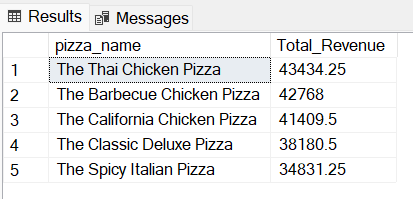 Results Messages
pizza_name Total_Revenue
1 The Thai Chicken Pizza 43434.25
2 The Barbecue Chicken Pizza 42768
3 The California Chicken Pizza 41409.5
4 The Classic Deluxe Pizza 38180.5
5 The Spicy Italian Pizza 34831.25